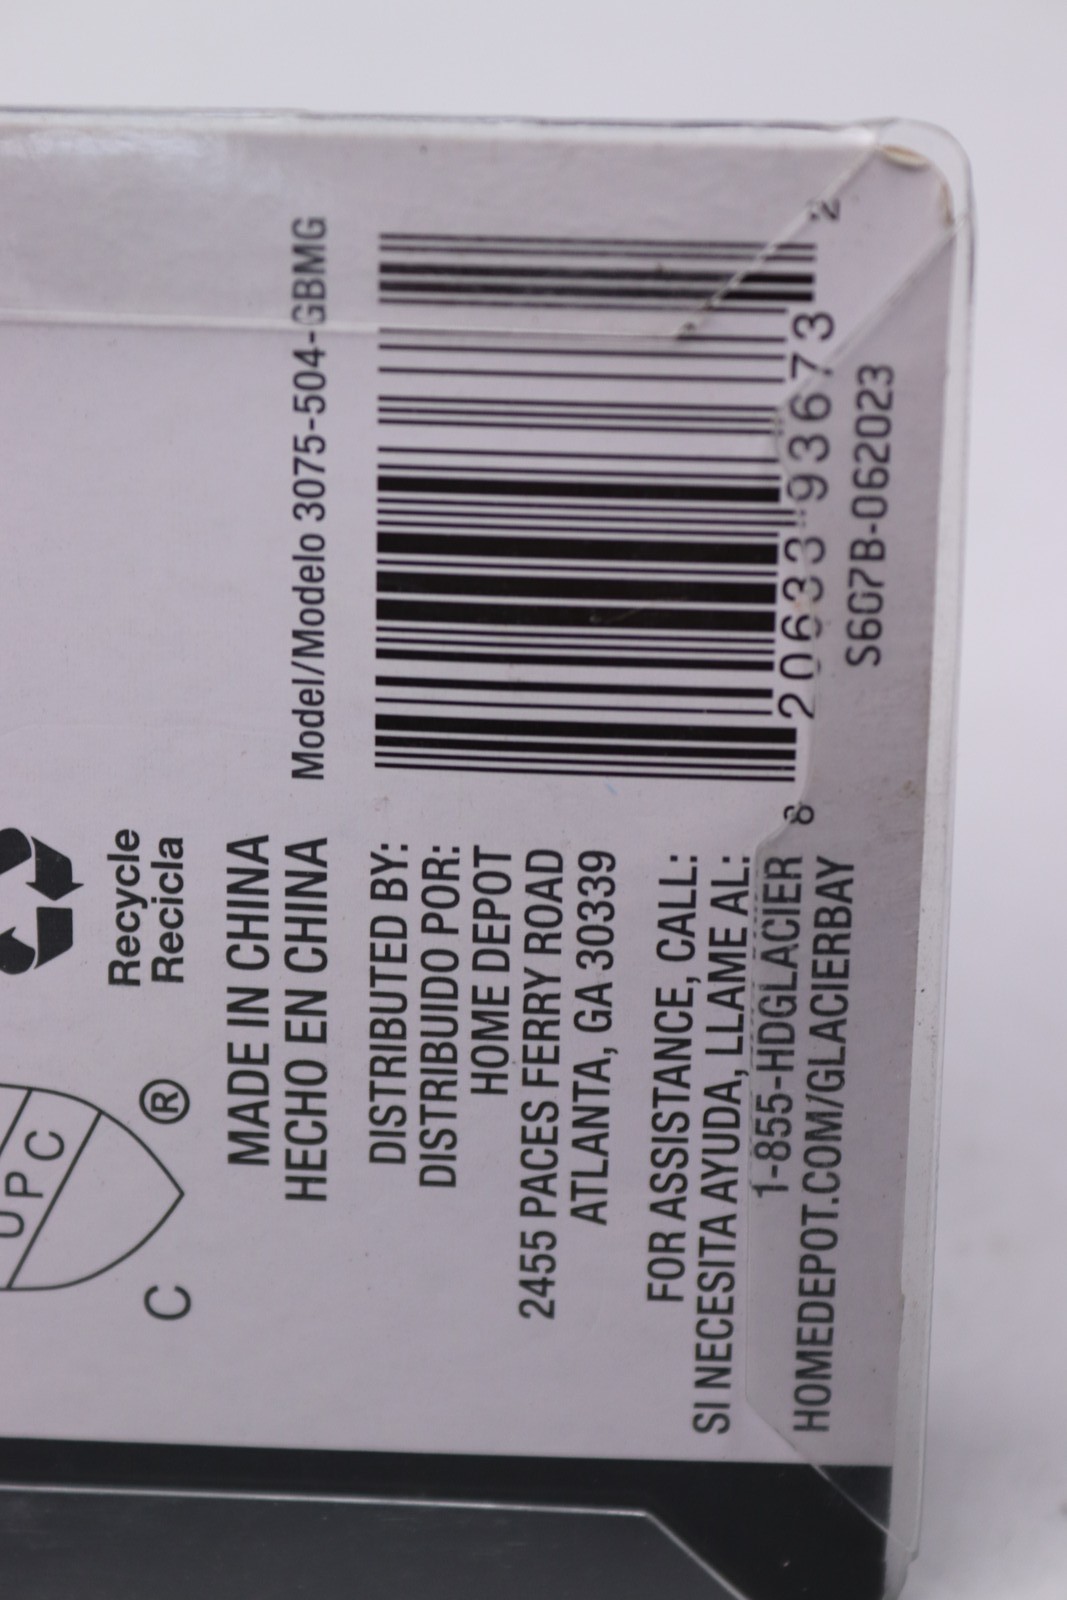 U P C
®
C
Recycle
Recicla
MADE IN CHINA
HECHO EN CHINA
Model/Modelo 3075-504-GBMG
DISTRIBUTED BY:
DISTRIBUIDO POR:
HOME DEPOT
2455 PACES FERRY ROAD
ATLANTA, GA 30339
FOR ASSISTANCE, CALL:
SI NECESITA AYUDA, LLAME AL:
1-855-HDGLACIER
HOMEDEPOT.COM/GLACIERBAY
8 20633 93673 2
S607B-062023